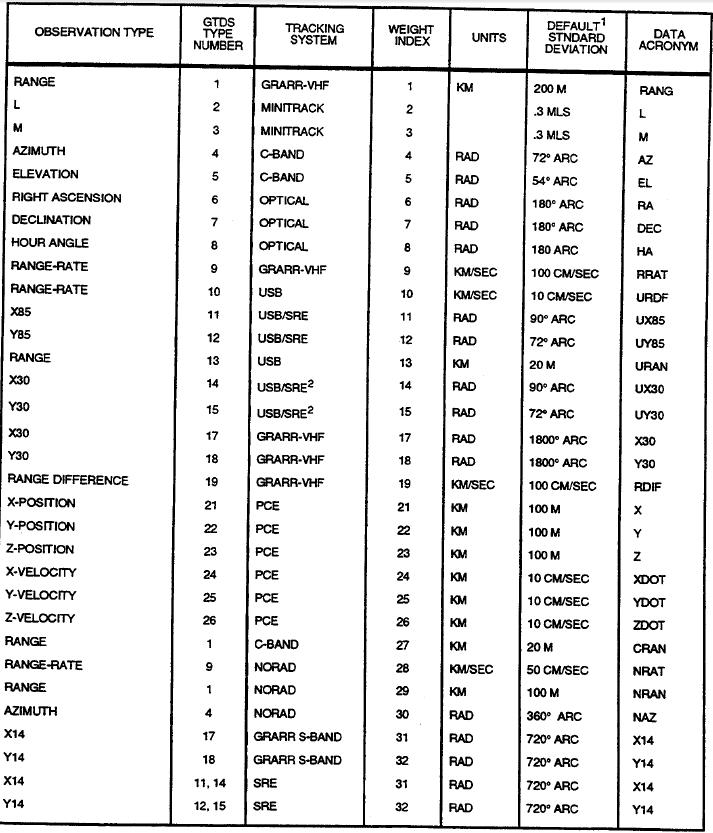 OBSERVATION TYPE GTDS TYPE NUMBER TRACKING SYSTEM WEIGHT INDEX UNITS DEFAULT1 STNDARD DEVIATION DATA ACRONYM
RANGE 1 GRARR-VHF 1 KM 200 M RANG
L 2 MINITRACK 2 .3 MLS L
M 3 MINITRACK 3 .3 MLS M
AZIMUTH 4 C-BAND 4 RAD 72° ARC AZ
ELEVATION 5 C-BAND 5 RAD 54° ARC EL
RIGHT ASCENSION 6 OPTICAL 6 RAD 180° ARC RA
DECLINATION 7 OPTICAL 7 RAD 180° ARC DEC
HOUR ANGLE 8 OPTICAL 8 RAD 180 ARC HA
RANGE-RATE 9 GRARR-VHF 9 KM/SEC 100 CM/SEC RRAT
RANGE-RATE 10 USB 10 KM/SEC 10 CM/SEC URDF
X85 11 USB/SRE 11 RAD 90° ARC UX85
Y85 12 USB/SRE 12 RAD 72° ARC UY85
RANGE 13 USB 13 KM 20 M URAN
X30 14 USB/SRE2 14 RAD 90° ARC UX30
Y30 15 USB/SRE2 15 RAD 72° ARC UY30
X30 17 GRARR-VHF 17 RAD 1800° ARC X30
Y30 18 GRARR-VHF 18 RAD 1800° ARC Y30
RANGE DIFFERENCE 19 GRARR-VHF 19 KM/SEC 100 CM/SEC RDIF
X-POSITION 21 PCE 21 KM 100 M X
Y-POSITION 22 PCE 22 KM 100 M Y
Z-POSITION 23 PCE 23 KM 100 M Z
X-VELOCITY 24 PCE 24 KM 10 CM/SEC XDOT
Y-VELOCITY 25 PCE 25 KM 10 CM/SEC YDOT
Z-VELOCITY 26 PCE 26 KM 10 CM/SEC ZDOT
RANGE 1 C-BAND 27 KM 20 M CRAN
RANGE-RATE 9 NORAD 28 KM/SEC 50 CM/SEC NRAT
RANGE 1 NORAD 29 KM 100 M NRAN
AZIMUTH 4 NORAD 30 RAD 360° ARC NAZ
X14 17 GRARR S-BAND 31 RAD 720° ARC X14
Y14 18 GRARR S-BAND 32 RAD 720° ARC Y14
X14 11, 14 SRE 31 RAD 720° ARC X14
Y14 12, 15 SRE 32 RAD 720° ARC Y14